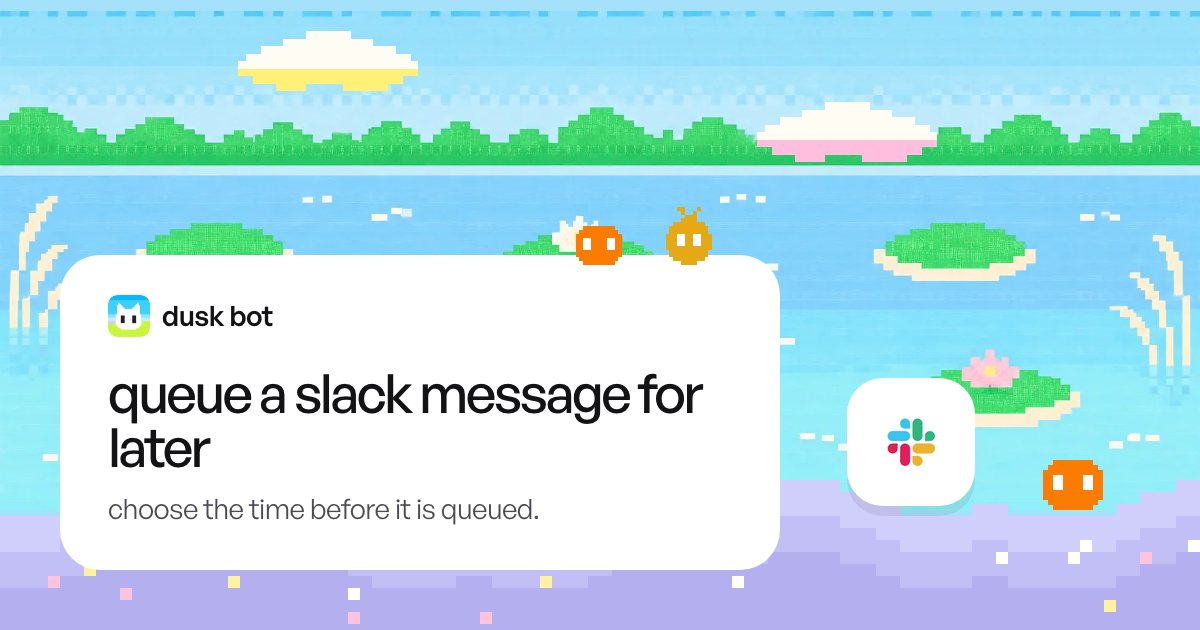 dusk bot
queue a slack message for
later
choose the time before it is queued.